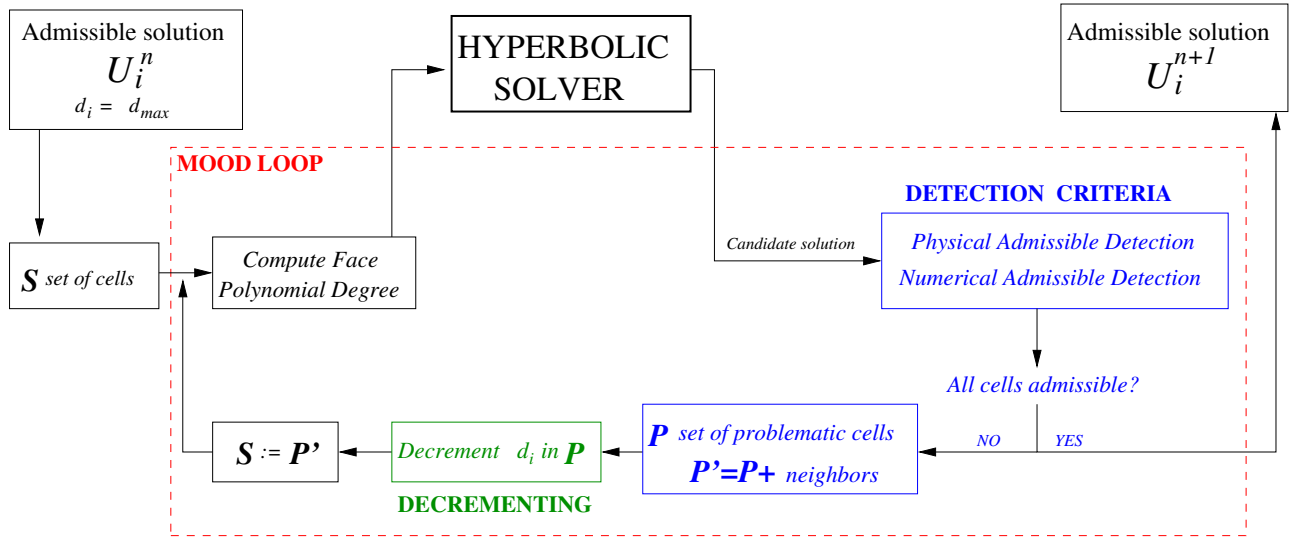 Admissible solution
U_i^n
d_i = d_max
HYPERBOLIC
SOLVER
Admissible solution
U_i^{n+1}
MOOD LOOP
DETECTION CRITERIA
S set of cells
Compute Face
Polynomial Degree
Candidate solution
Physical Admissible Detection
Numerical Admissible Detection
All cells admissible?
NO
YES
S := P’
Decrement d_i in P
P set of problematic cells
P’=P+ neighbors
DECREMENTING